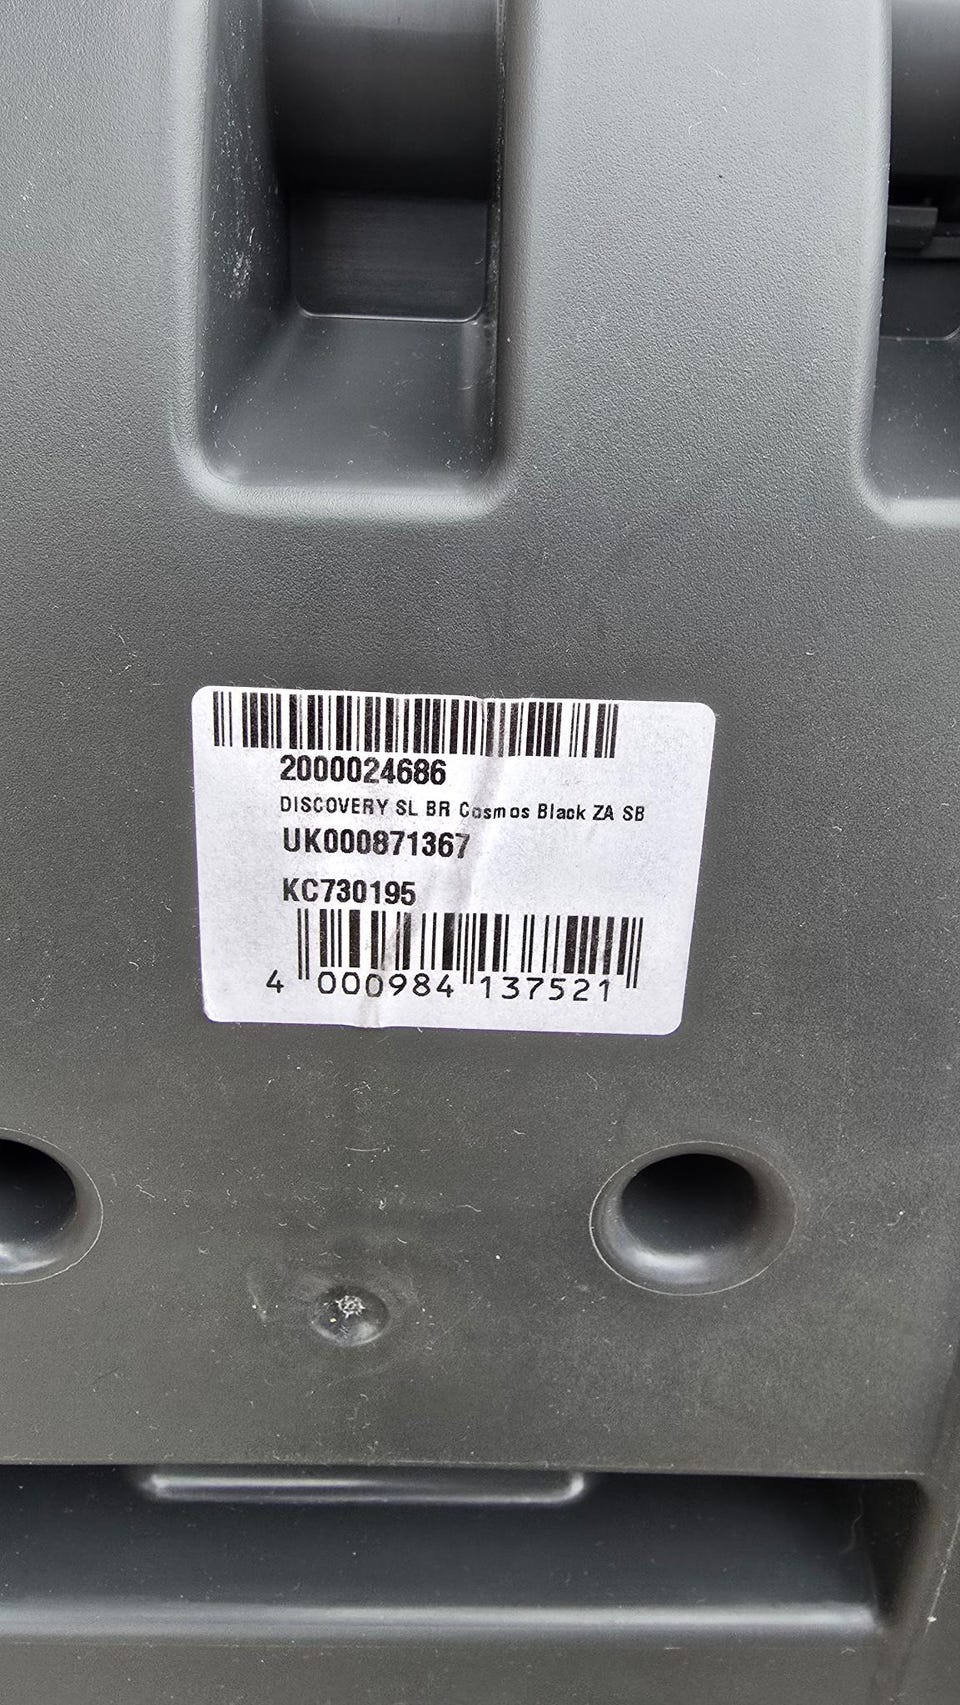 2000024686
DISCOVERY SL BR Cosmos Black ZA SB
UK000871367
KC730195
4 000984 137521